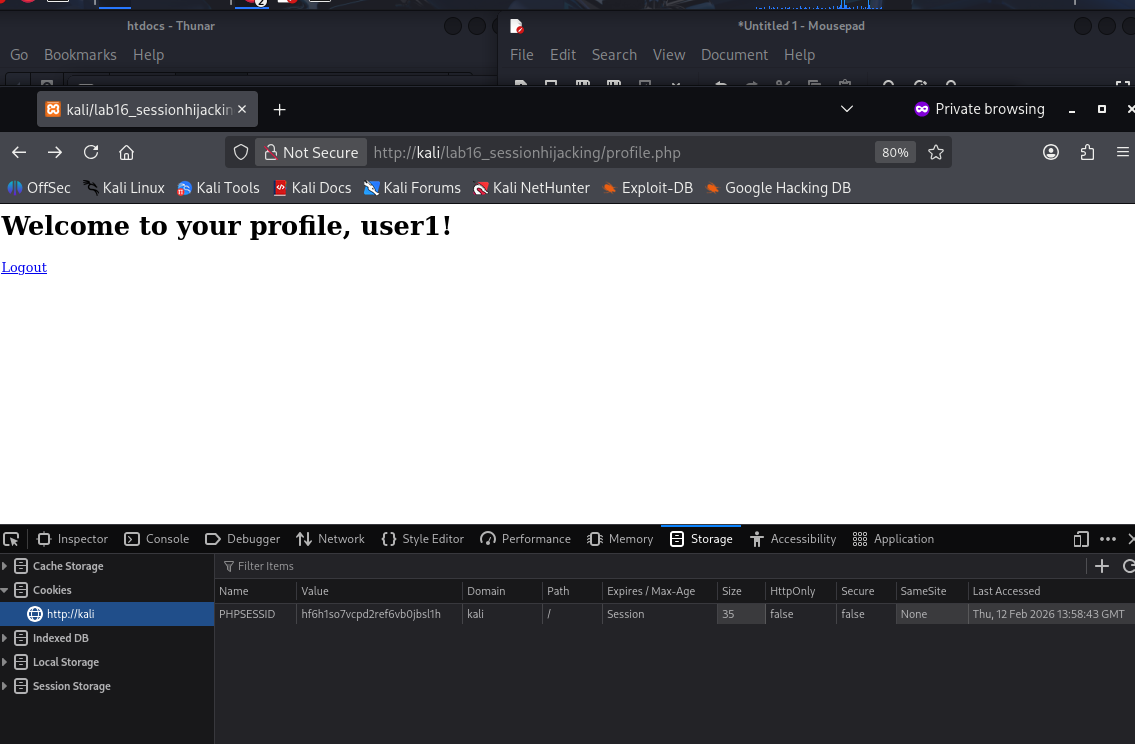 2
htdocs - Thunar
*Untitled 1 - Mousepad
Go Bookmarks Help
File Edit Search View Document Help
kali/lab16_sessionhijackin
Private browsing
Not Secure http://kali/lab16_sessionhijacking/profile.php 80%
OffSec Kali Linux Kali Tools Kali Docs Kali Forums Kali NetHunter Exploit-DB Google Hacking DB
Welcome to your profile, user1!
Logout
Inspector Console Debugger Network Style Editor Performance Memory Storage Accessibility Application
Cache Storage
Filter Items
Cookies
Name Value Domain Path Expires / Max-Age Size HttpOnly Secure SameSite Last Accessed
http://kali
PHPSESSID hf6h1so7vcpd2ref6vb0jbsl1h kali / Session 35 false false None Thu, 12 Feb 2026 13:58:43 GMT
Indexed DB
Local Storage
Session Storage